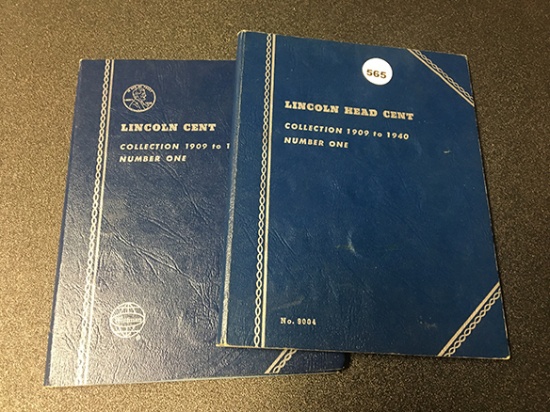 LINCOLN CENT
COLLECTION 1909 to 1
NUMBER ONE
565
LINCOLN HEAD CENT
COLLECTION 1909 to 1940
NUMBER ONE
No. 9004